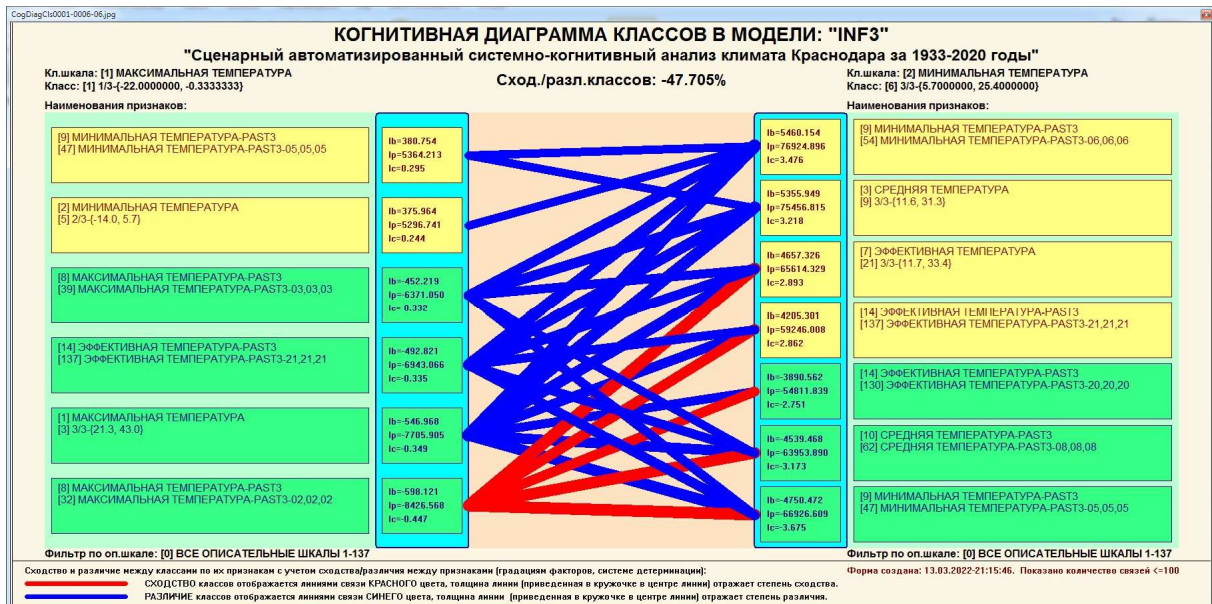 CogDiagCls0001-0006-06.jpg
КОГНИТИВНАЯ ДИАГРАММА КЛАССОВ В МОДЕЛИ: "INF3"
"Сценарный автоматизированный системно-когнитивный анализ климата Краснодара за 1933-2020 годы"
Кл.шкала: [1] МАКСИМАЛЬНАЯ ТЕМПЕРАТУРА
Класс: [1] 1/3-{-22.0000000, -0.3333333}
Сход./разл.классов: -47.705%
Кл.шкала: [2] МИНИМАЛЬНАЯ ТЕМПЕРАТУРА
Класс: [6] 3/3-{5.7000000, 25.4000000}
Наименования признаков:
[9] МИНИМАЛЬНАЯ ТЕМПЕРАТУРА-PAST3
[47] МИНИМАЛЬНАЯ ТЕМПЕРАТУРА-PAST3-05,05,05
[2] МИНИМАЛЬНАЯ ТЕМПЕРАТУРА
[5] 2/3-{-14.0, 5.7}
[8] МАКСИМАЛЬНАЯ ТЕМПЕРАТУРА-PAST3
[39] МАКСИМАЛЬНАЯ ТЕМПЕРАТУРА-PAST3-03,03,03
[14] ЭФФЕКТИВНАЯ ТЕМПЕРАТУРА-PAST3
[137] ЭФФЕКТИВНАЯ ТЕМПЕРАТУРА-PAST3-21,21,21
[1] МАКСИМАЛЬНАЯ ТЕМПЕРАТУРА
[3] 3/3-{21.3, 43.0}
[8] МАКСИМАЛЬНАЯ ТЕМПЕРАТУРА-PAST3
[32] МАКСИМАЛЬНАЯ ТЕМПЕРАТУРА-PAST3-02,02,02
Ib=380.754
Ip=5364.213
Ic=0.295
Ib=375.964
Ip=5296.741
Ic=0.244
Ib=-452.219
Ip=-6371.050
Ic=-0.332
Ib=-492.821
Ip=-6943.066
Ic=-0.335
Ib=-546.968
Ip=-7705.905
Ic=-0.349
Ib=-598.121
Ip=-8426.568
Ic=-0.447
Ib=5460.154
Ip=76924.896
Ic=3.476
Ib=5355.949
Ip=75456.815
Ic=3.218
Ib=4657.326
Ip=65614.329
Ic=2.893
Ib=4205.301
Ip=59246.008
Ic=2.862
Ib=-3890.562
Ip=-54811.839
Ic=-2.751
Ib=-4539.468
Ip=-63953.890
Ic=-3.173
Ib=-4750.472
Ip=-66926.609
Ic=-3.675
Наименования признаков:
[9] МИНИМАЛЬНАЯ ТЕМПЕРАТУРА-PAST3
[54] МИНИМАЛЬНАЯ ТЕМПЕРАТУРА-PAST3-06,06,06
[3] СРЕДНЯЯ ТЕМПЕРАТУРА
[9] 3/3-{11.6, 31.3}
[7] ЭФФЕКТИВНАЯ ТЕМПЕРАТУРА
[21] 3/3-{11.7, 33.4}
[14] ЭФФЕКТИВНАЯ ТЕМПЕРАТУРА-PAST3
[137] ЭФФЕКТИВНАЯ ТЕМПЕРАТУРА-PAST3-21,21,21
[14] ЭФФЕКТИВНАЯ ТЕМПЕРАТУРА-PAST3
[130] ЭФФЕКТИВНАЯ ТЕМПЕРАТУРА-PAST3-20,20,20
[10] СРЕДНЯЯ ТЕМПЕРАТУРА-PAST3
[62] СРЕДНЯЯ ТЕМПЕРАТУРА-PAST3-08,08,08
[9] МИНИМАЛЬНАЯ ТЕМПЕРАТУРА-PAST3
[47] МИНИМАЛЬНАЯ ТЕМПЕРАТУРА-PAST3-05,05,05
Фильтр по оп.шкале: [0] ВСЕ ОПИСАТЕЛЬНЫЕ ШКАЛЫ 1-137
Фильтр по оп.шкале: [0] ВСЕ ОПИСАТЕЛЬНЫЕ ШКАЛЫ 1-137
Сходство и различие между классами по их признакам с учетом сходства/различия между признаками (градациям факторов, системе детерминации):
Форма создана: 13.03.2022-21:15:46. Показано количество связей <=100
СХОДСТВО классов отображается линиями связи КРАСНОГО цвета, толщина линии (приведенная в кружочке в центре линии) отражает степень сходства.
РАЗЛИЧИЕ классов отображается линиями связи СИНЕГО цвета, толщина линии (приведенная в кружочке в центре линии) отражает степень различия.